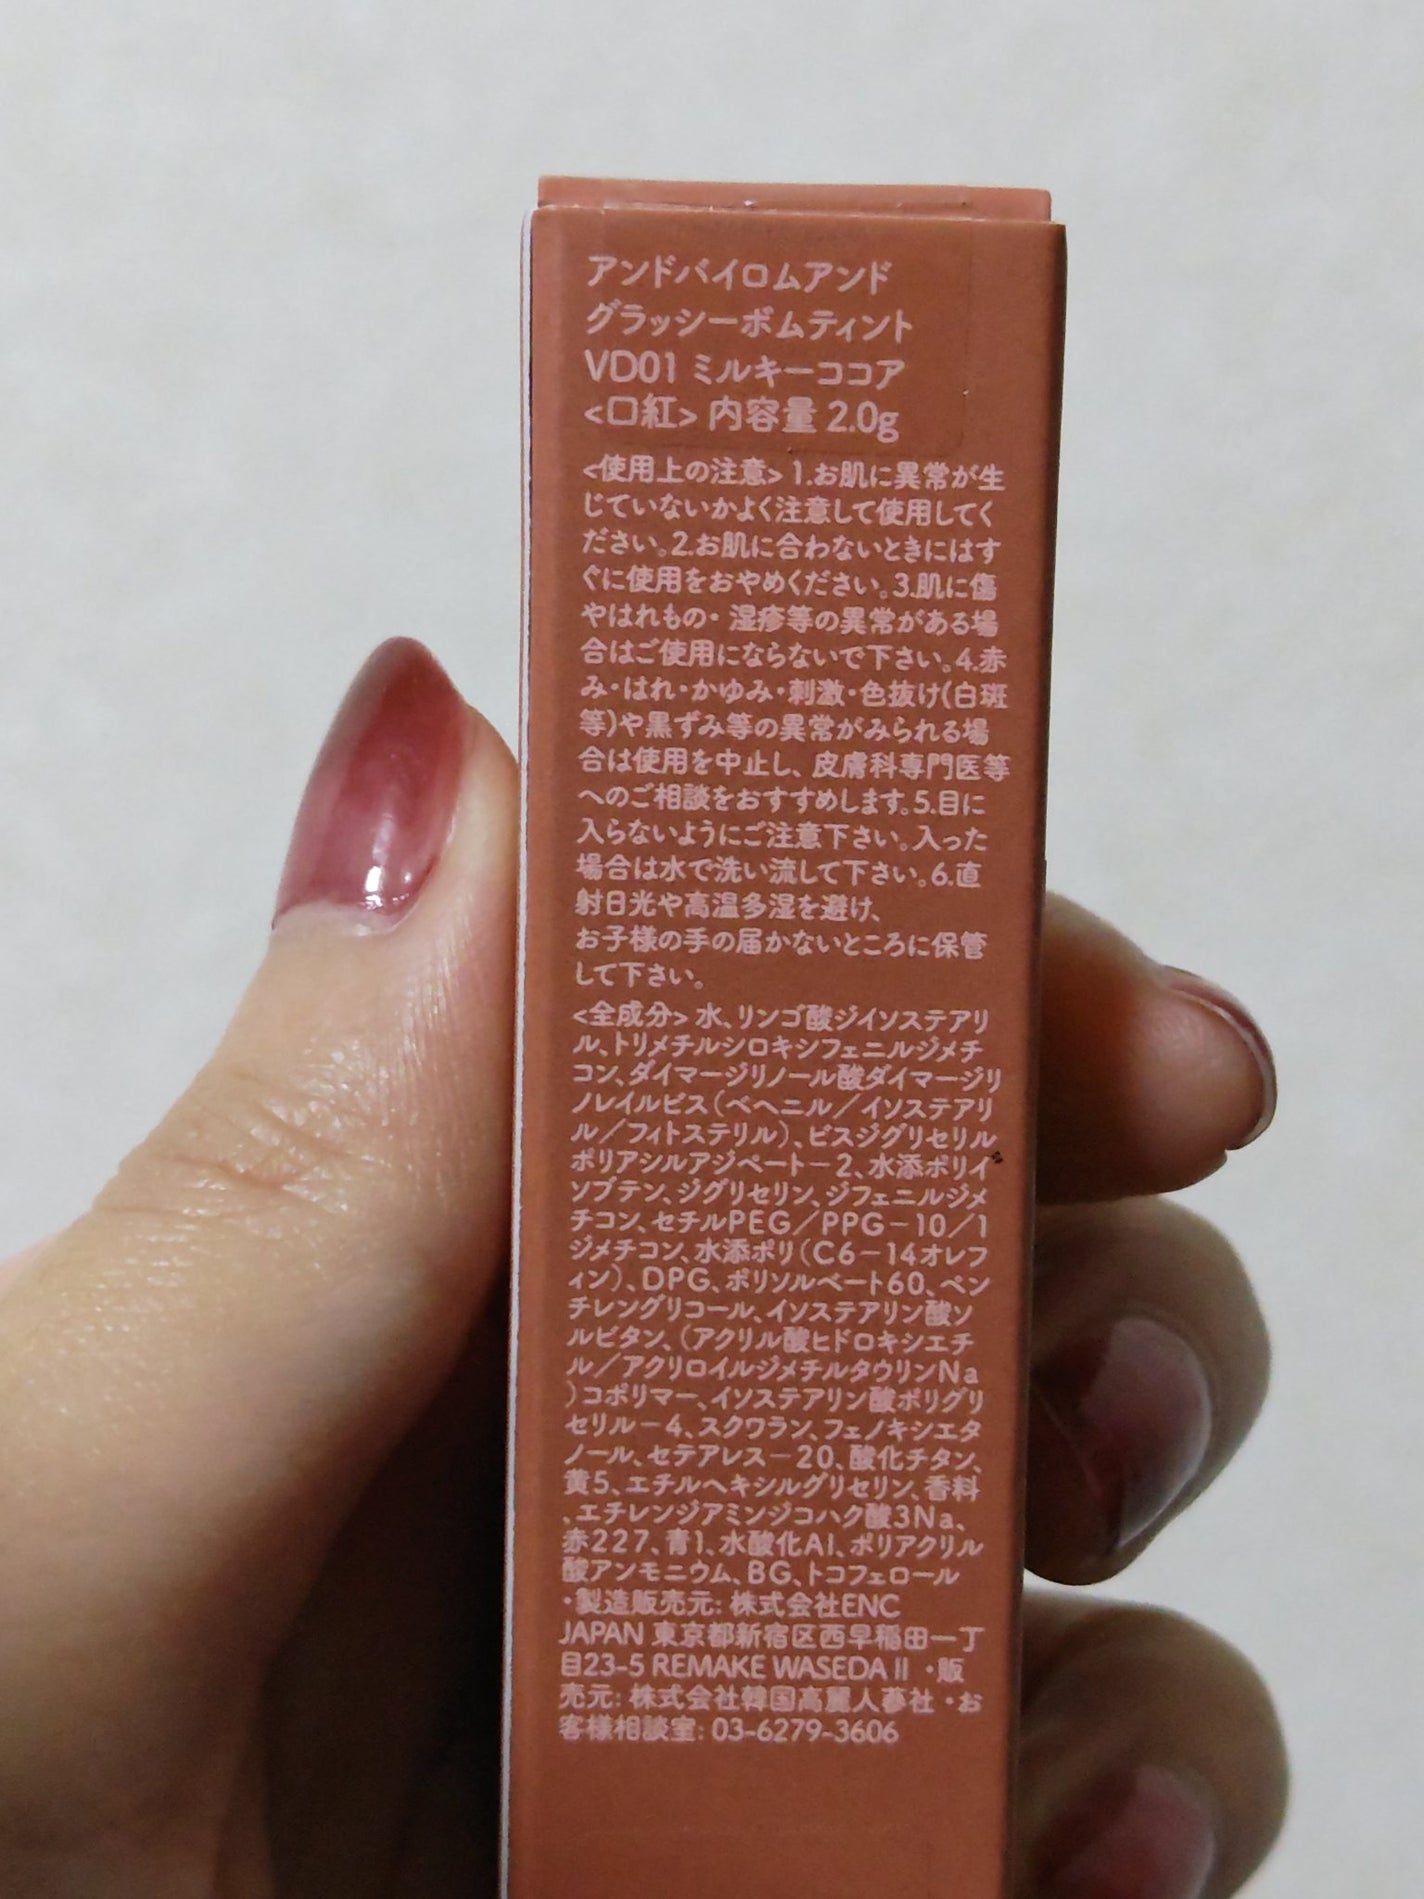 アンドバイロムアンド
グラッシーボムティント
VD01 ミルキーココア
<口紅> 内容量 2.0g
<使用上の注意> 1.お肌に異常が生
じていないかよく注意して使用してく
ださい。2.お肌に合わないときにはす
ぐに使用をおやめください。3.肌に傷
やはれもの・湿疹等の異常がある場
合はご使用にならないで下さい。4.赤
み・はれ・かゆみ・刺激・色抜け(白斑
等)や黒ずみ等の異常がみられる場
合は使用を中止し、皮膚科専門医等
へのご相談をおすすめします。5.目に
入らないようにご注意下さい。入った
場合は水で洗い流して下さい。6.直
射日光や高温多湿を避け、
お子様の手の届かないところに保管
して下さい。
<全成分> 水、リンゴ酸ジイソステアリ
ル、トリメチルシロキシフェニルジメチ
コン、ダイマージリノール酸ダイマージリ
ノレイルビス(ベヘニル/イソステアリ
ル/フィトステリル)、ビスジグリセリル
ポリアシルアジペート-2、水添ポリイ
ソブテン、ジグリセリン、ジフェニルジメ
チコン、セチルPEG/PPG-10/1
ジメチコン、水添ポリ(C6-14オレフ
ィン)、DPG、ポリソルベート60、ペン
チレングリコール、イソステアリン酸ソ
ルビタン、(アクリル酸ヒドロキシエチ
ル/アクリロイルジメチルタウリンNa
)コポリマー、イソステアリン酸ポリグリ
セリル-4、スクワラン、フェノキシエタ
ノール、セテアレス-20、酸化チタン、
黄5、エチルヘキシルグリセリン、香料
、エチレンジアミンジコハク酸3Na、
赤227、青1、水酸化Al、ポリアクリル
酸アンモニウム、BG、トコフェロール
・製造販売元: 株式会社ENC
JAPAN 東京都新宿区西早稲田一丁
目23-5 REMAKE WASEDA II ・販
売元: 株式会社韓国高麗人蔘社 ・お
客様相談室: 03-6279-3606